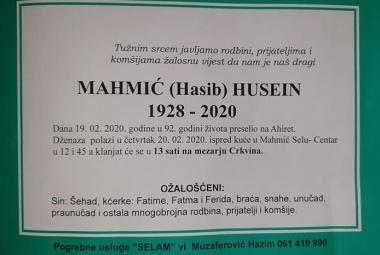 Tužnim srcem javljamo rodbini, prijateljima i
komšijama žalosnu vijest da nam je naš dragi
MAHMIĆ (Hasib) HUSEIN
1928 - 2020
Dana 19. 02. 2020. godine u 92. godini života preselio na Ahiret.
Dženaza polazi u četvrtak 20. 02. 2020. ispred kuće u Mahmić Selu- Centar
u 12 i 45 a klanjat će se u 13 sati na mezarju Crkvina.
OŽALOŠĆENI:
Sin: Šehad, kćerke: Fatime, Fatma i Ferida, braća, snahe, unučad,
praunučad i ostala mnogobrojna rodbina, prijatelji i komšije.
Pogrebne usluge "SELAM" vl. Muzaferović Hazim 061 419 990